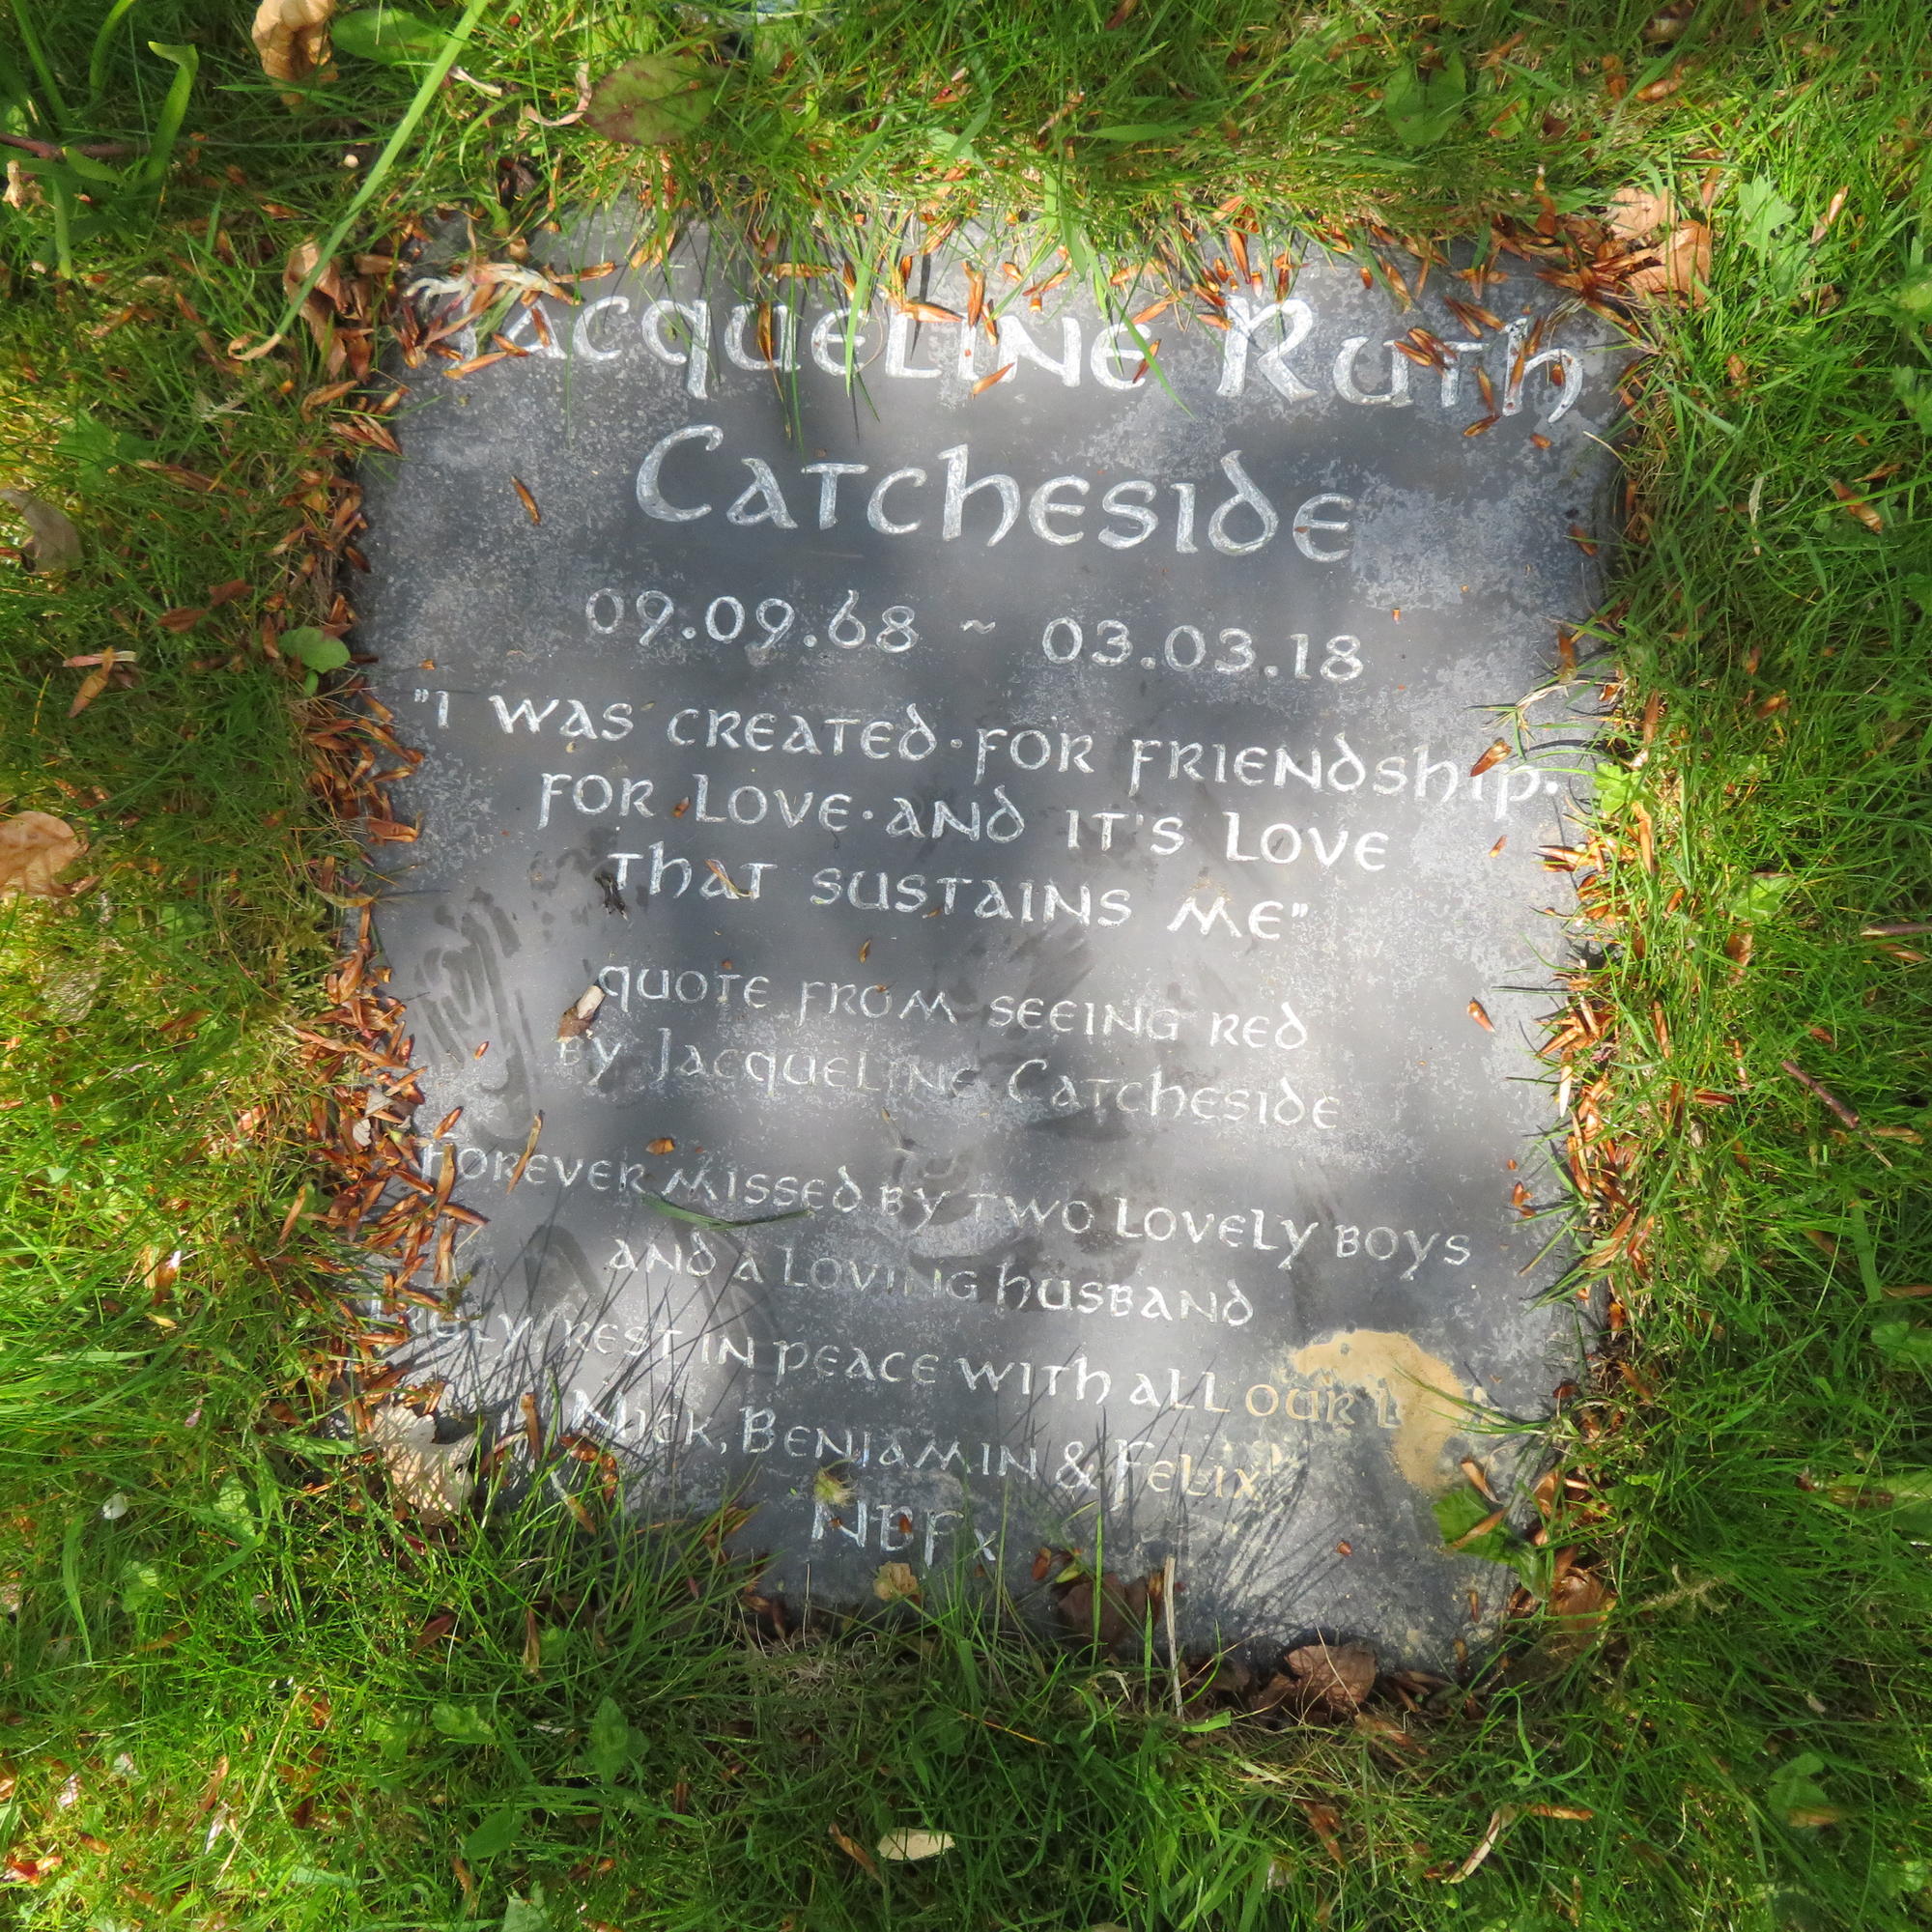 Jacqueline Ruth
Catcheside
09.09.68 ~ 03.03.18
"I was created·for friendship·
for love·and it's love
that sustains me"
quote from seeing red
by Jacqueline Catcheside
Forever missed by two lovely boys
and a loving husband
rest in peace with all our
Nick, Benjamin & Felix
NBFx